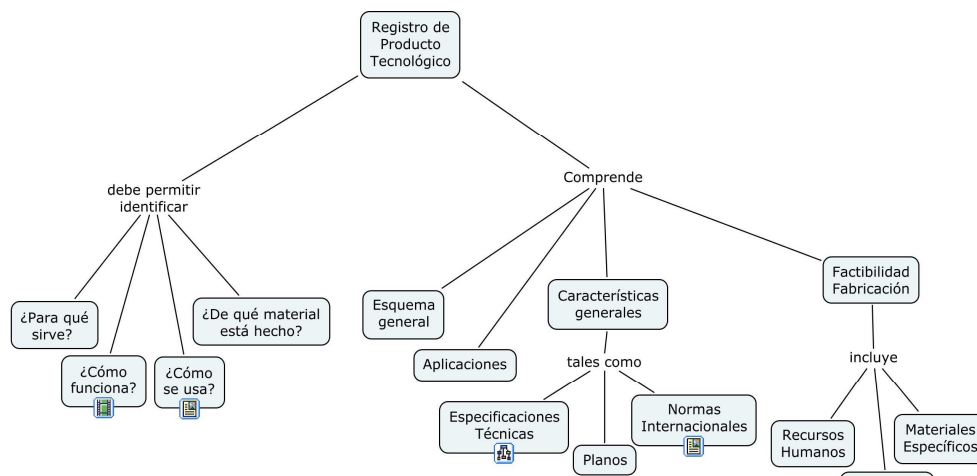 Registro de
Producto
Tecnológico
debe permitir
identificar
¿Para qué
sirve?
¿Cómo
funciona?
¿Cómo
se usa?
¿De qué material
está hecho?
Comprende
Esquema
general
Aplicaciones
Características
generales
tales como
Especificaciones
Técnicas
Planos
Normas
Internacionales
Factibilidad
Fabricación
incluye
Recursos
Humanos
Materiales
Específicos